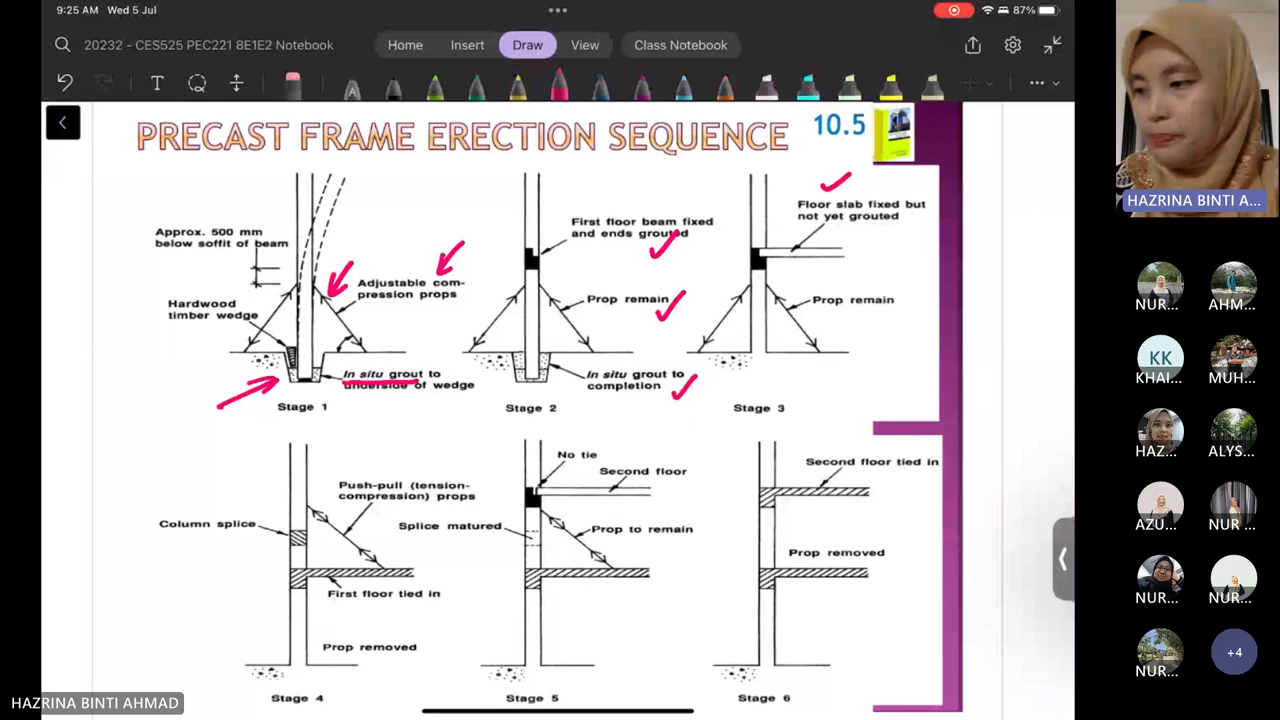 9:25 AM Wed 5 Jul
87%
20232 - CES525 PEC221 8E1E2 Notebook
Home
Insert
Draw
View
Class Notebook
T
A
PRECAST FRAME ERECTION SEQUENCE
10.5
Approx. 500 mm
below soffit of beam
Hardwood
timber wedge
Adjustable com-
pression props
In situ grout to
underside of wedge
Stage 1
First floor beam fixed
and ends grouted
Prop remain
In situ grout to
completion
Stage 2
Floor slab fixed but
not yet grouted
Prop remain
Stage 3
Push-pull (tension-
compression) props
Column splice
First floor tied in
Prop removed
Stage 4
No tie
Second floor
Splice matured
Prop to remain
Stage 5
Second floor tied in
Prop removed
Stage 6
HAZRINA BINTI AHMAD
HAZRINA BINTI A...
NUR...
AHM...
KK
KHAI...
MUH...
HAZ...
ALYS...
AZU...
NUR ...
NUR...
NUR...
NUR...
+4